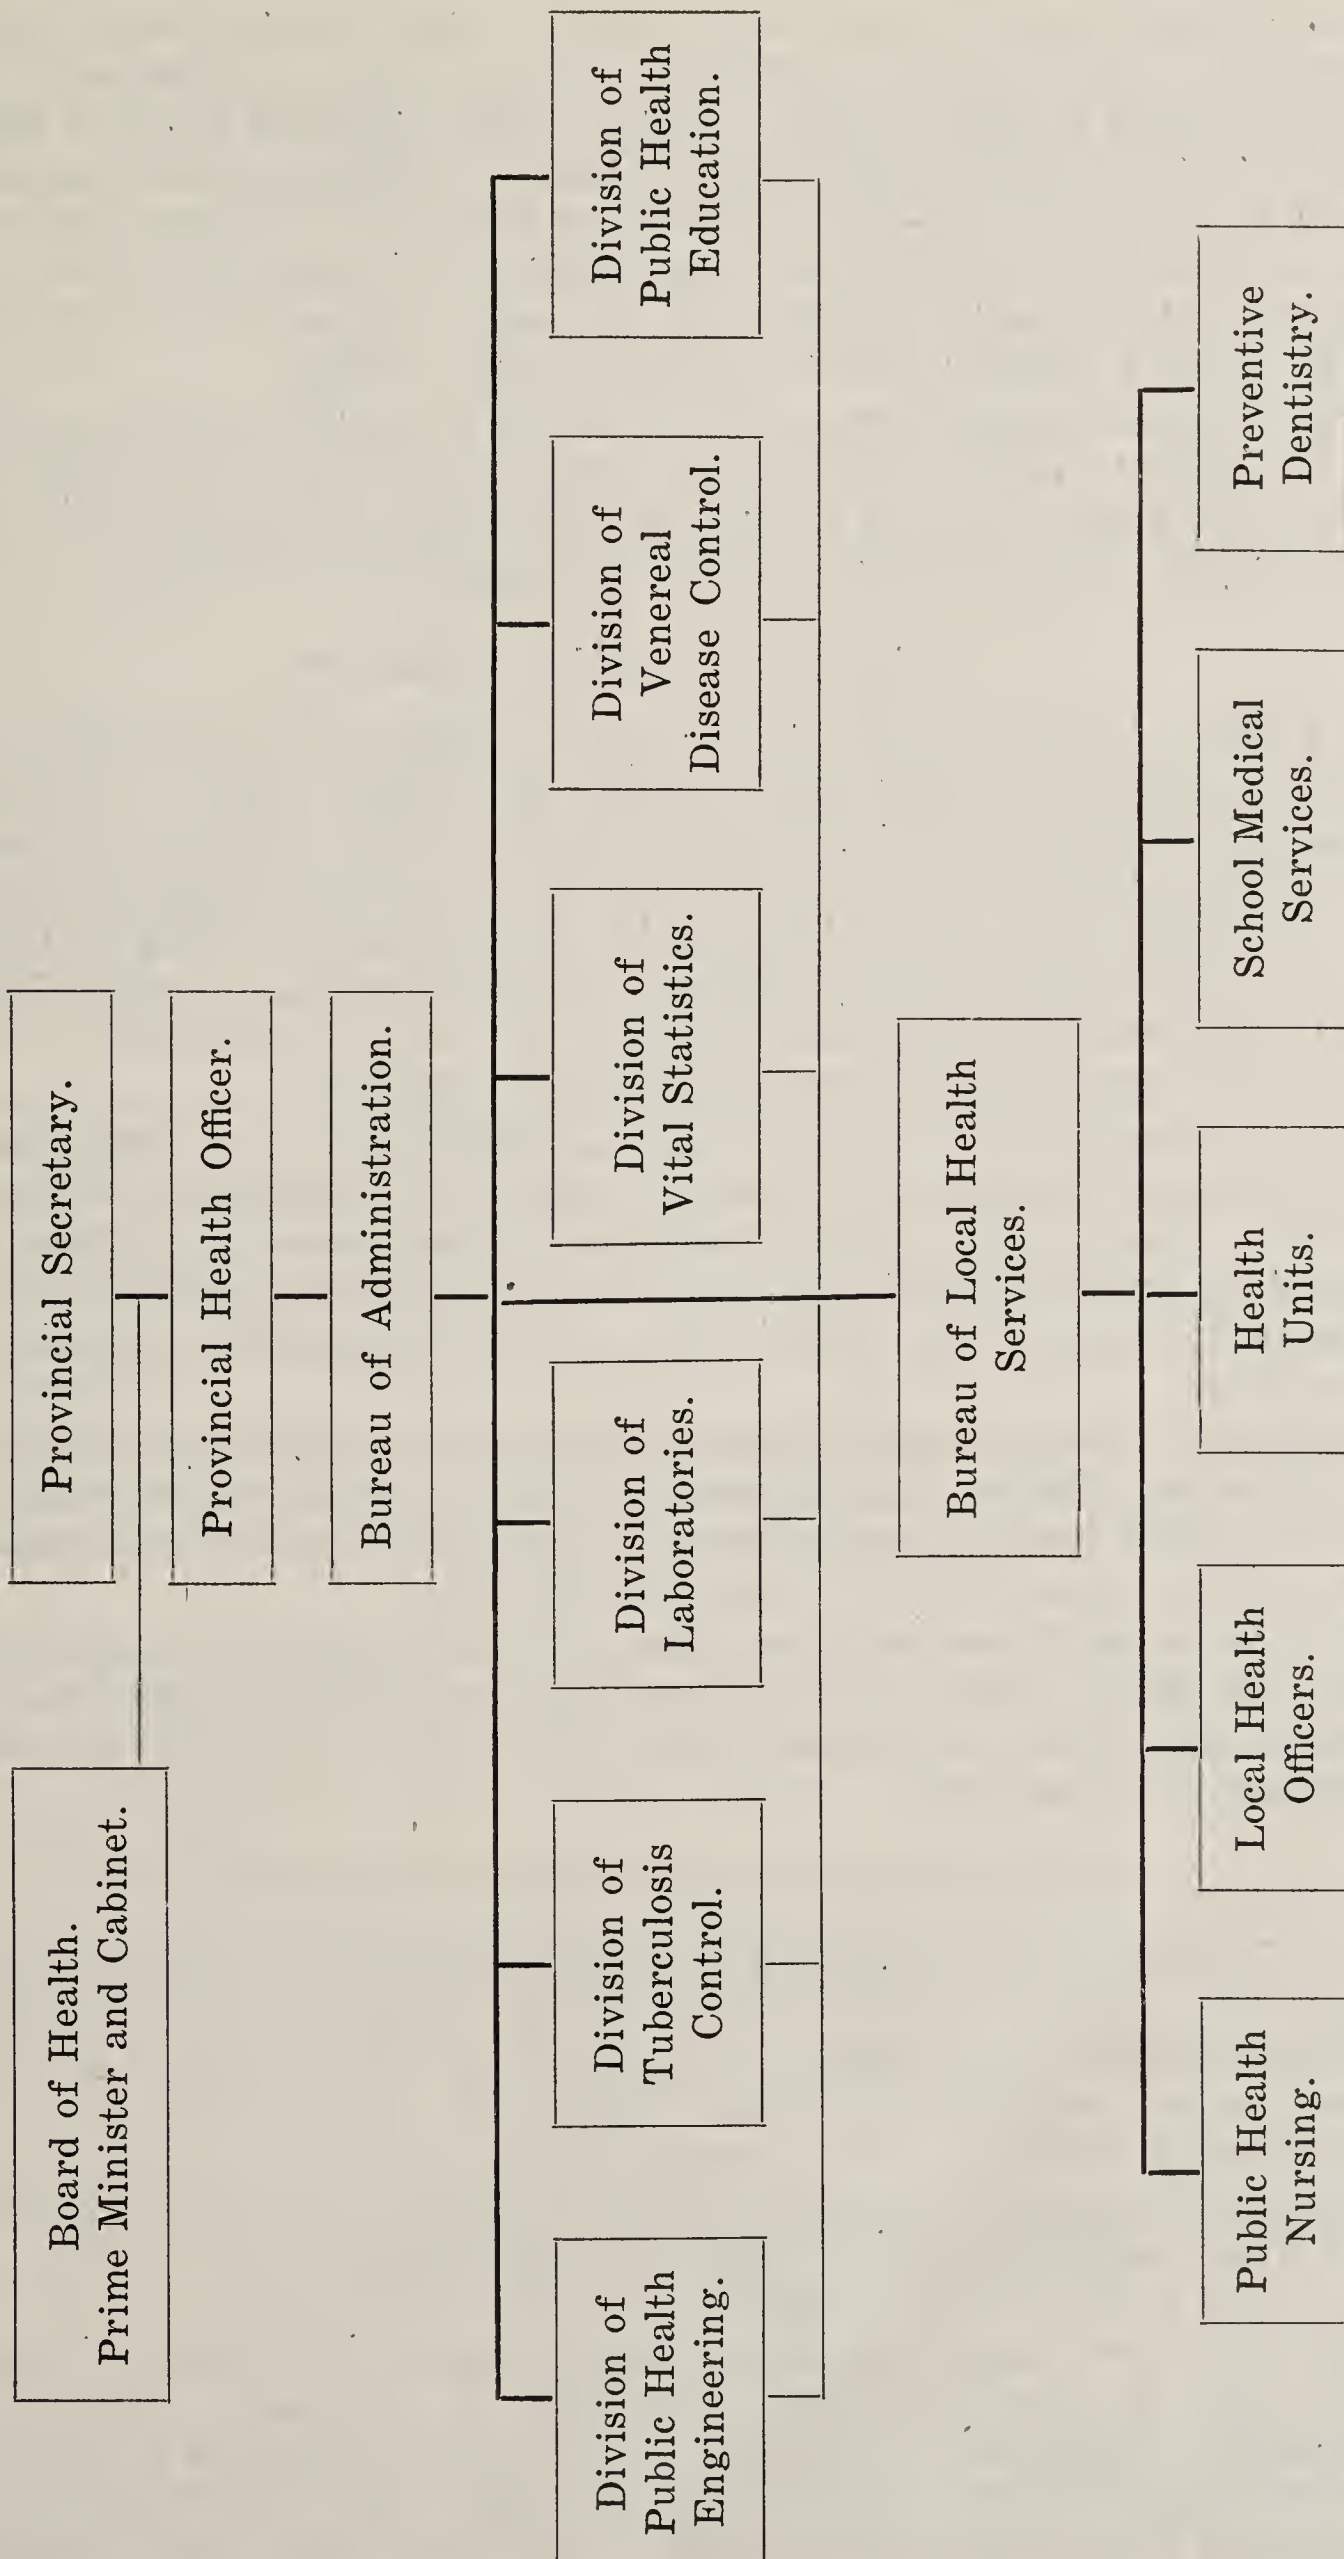 Provincial Secretary.
Board of Health.
Prime Minister and Cabinet.
Provincial Health Officer.
Bureau of Administration.
Division of
Public Health
Engineering.
Division of
Tuberculosis
Control.
Division of
Laboratories.
Division of
Vital Statistics.
Division of
Venereal
Disease Control.
Division of
Public Health
Education.
Bureau of Local Health
Services.
Public Health
Nursing.
Local Health
Officers.
Health
Units.
School Medical
Services.
Preventive
Dentistry.